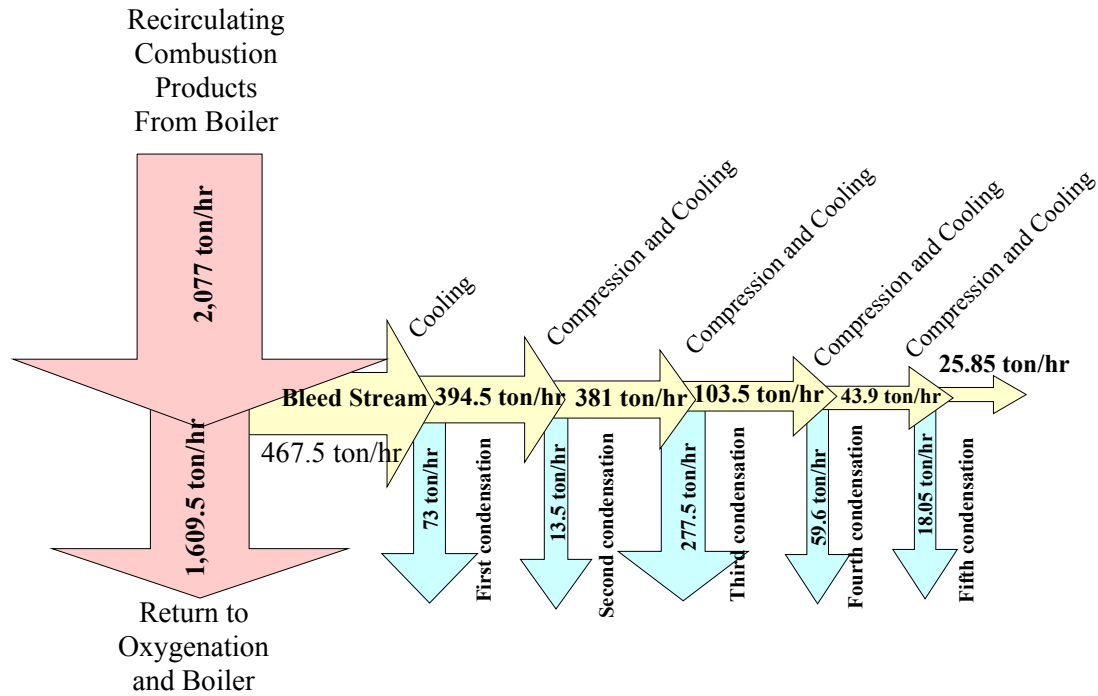 Recirculating
Combustion
Products
From Boiler
2,077 ton/hr
1,609.5 ton/hr
Return to
Oxygenation
and Boiler
Bleed Stream
467.5 ton/hr
Cooling
394.5 ton/hr
Compression and Cooling
381 ton/hr
Compression and Cooling
103.5 ton/hr
Compression and Cooling
43.9 ton/hr
Compression and Cooling
25.85 ton/hr
73 ton/hr
First condensation
13.5 ton/hr
Second condensation
277.5 ton/hr
Third condensation
59.6 ton/hr
Fourth condensation
18.05 ton/hr
Fifth condensation